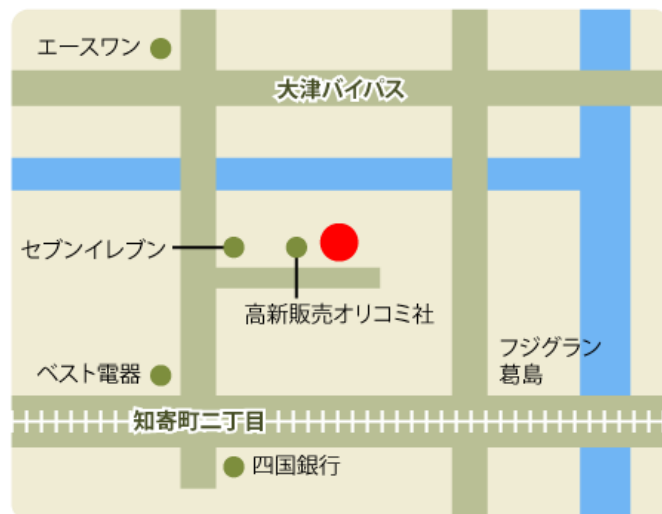 エースワン
大津バイパス
セブンイレブン
高新販売オリコミ社
フジグラン
葛島
ベスト電器
知寄町二丁目
四国銀行